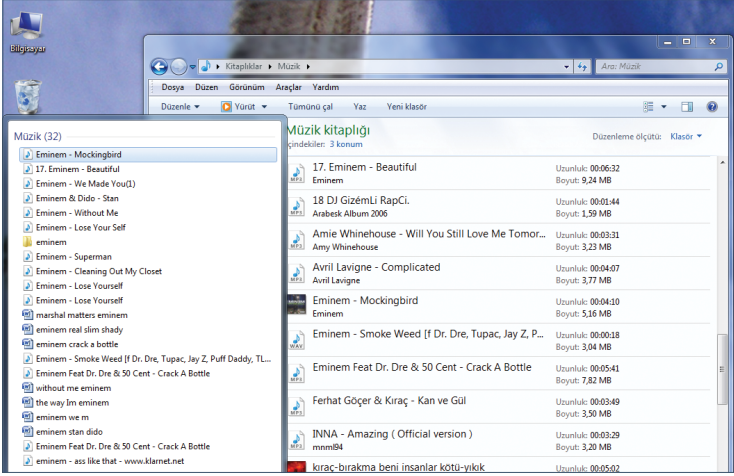 Bilgisayar
Kitaplıklar
Müzik
Ara: Müzik
Dosya Düzen Görünüm Araçlar Yardım
Düzenle Yürüt Tümünü çal Yaz Yeni klasör
Müzik (32)
Eminem - Mockingbird
17. Eminem - Beautiful
Eminem - We Made You(1)
Eminem & Dido - Stan
Eminem - Without Me
Eminem - Lose Your Self
eminem
Eminem - Superman
Eminem - Cleaning Out My Closet
Eminem - Lose Yourself
Eminem - Lose Yourself
marshal matters eminem
eminem real slim shady
eminem crack a bottle
Eminem - Smoke Weed [f Dr. Dre, Tupac, Jay Z, Puff Daddy, TL...
Eminem Feat Dr. Dre & 50 Cent - Crack A Bottle
without me eminem
the way Im eminem
eminem we m
eminem stan dido
Eminem Feat Dr. Dre & 50 Cent - Crack A Bottle
eminem - ass like that - www.klarnet.net
Müzik kitaplığı
içindekiler: 3 konum
Düzenleme ölçütü: Klasör
17. Eminem - Beautiful
Eminem
Uzunluk: 00:06:32
Boyut: 9,24 MB
18 DJ GizémLi RapCi.
Arabesk Album 2006
Uzunluk: 00:01:44
Boyut: 1,59 MB
Amie Whinehouse - Will You Still Love Me Tomor...
Amy Whinehouse
Uzunluk: 00:03:31
Boyut: 3,23 MB
Avril Lavigne - Complicated
Avril Lavigne
Uzunluk: 00:04:07
Boyut: 3,77 MB
Eminem - Mockingbird
Eminem
Uzunluk: 00:04:10
Boyut: 5,16 MB
Eminem - Smoke Weed [f Dr. Dre, Tupac, Jay Z, P...
Uzunluk: 00:00:18
Boyut: 3,04 MB
Eminem Feat Dr. Dre & 50 Cent - Crack A Bottle
Uzunluk: 00:05:41
Boyut: 7,82 MB
Ferhat Göçer & Kıraç - Kan ve Gül
Uzunluk: 00:03:49
Boyut: 3,50 MB
INNA - Amazing ( Official version )
mnml94
Uzunluk: 00:03:29
Boyut: 3,20 MB
kıraç-bırakma beni insanlar kötü-yıkık
Uzunluk: 00:05:02